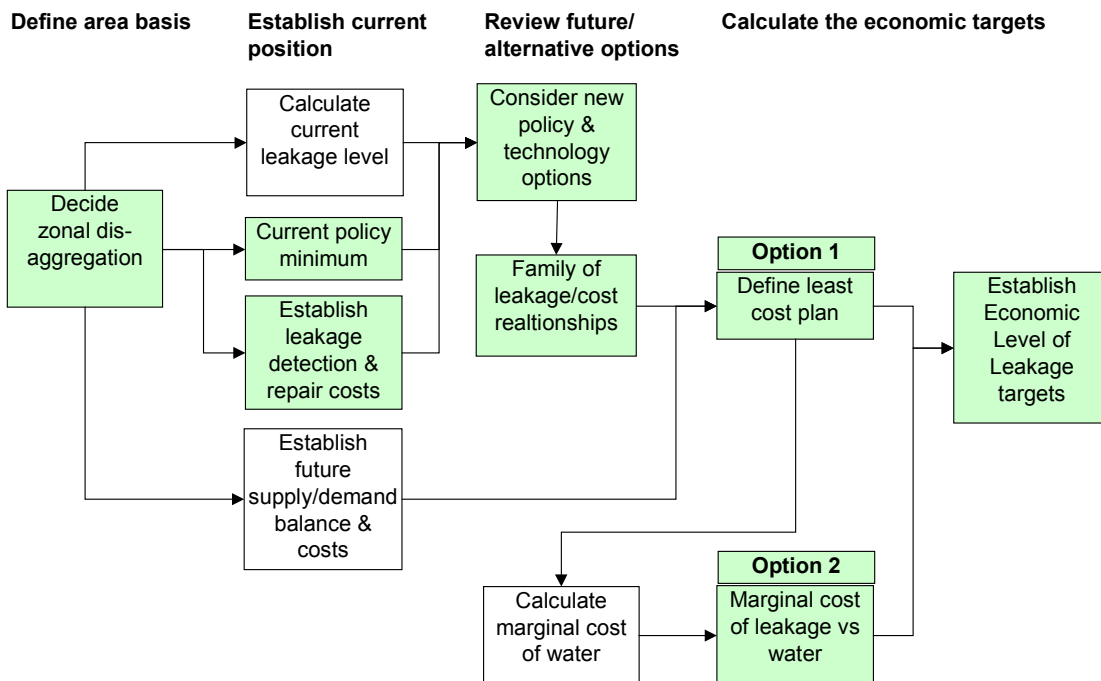 Define area basis
Establish current
position
Review future/
alternative options
Calculate the economic targets
Calculate
current
leakage level
Consider new
policy &
technology
options
Decide
zonal dis-
aggregation
Current policy
minimum
Establish
leakage
detection &
repair costs
Family of
leakage/cost
realtionships
Option 1
Define least
cost plan
Establish
Economic
Level of
Leakage
targets
Establish
future
supply/demand
balance &
costs
Calculate
marginal cost
of water
Option 2
Marginal cost
of leakage vs
water